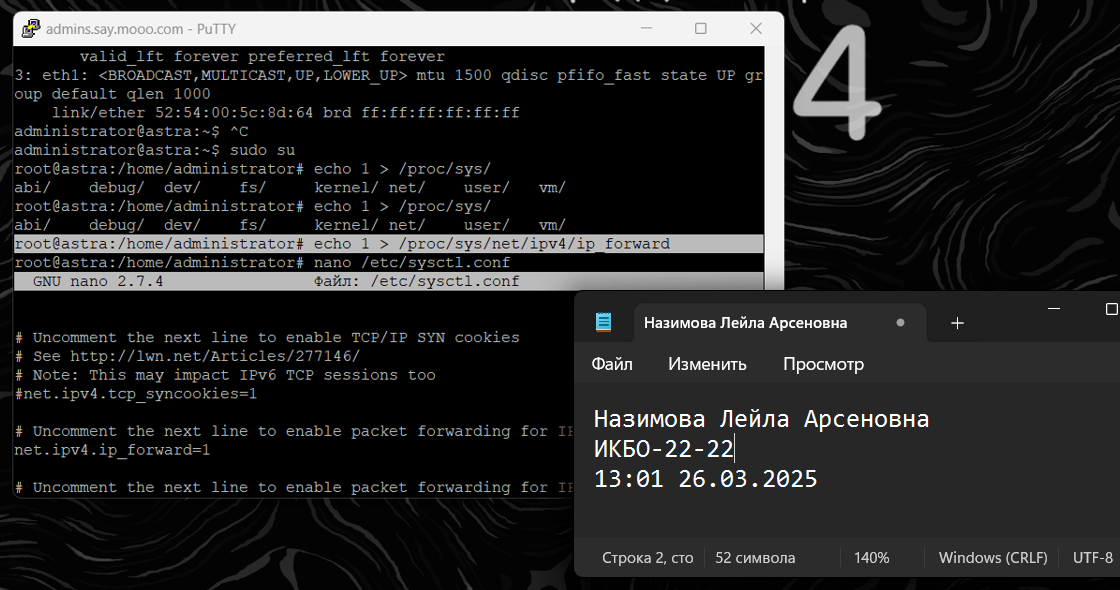 admins.say.mooo.com - PuTTY
4
valid_lft forever preferred_lft forever
3: eth1: <BROADCAST,MULTICAST,UP,LOWER_UP> mtu 1500 qdisc pfifo_fast state UP gr
oup default qlen 1000
link/ether 52:54:00:5c:8d:64 brd ff:ff:ff:ff:ff:ff
administrator@astra:~$ ^C
administrator@astra:~$ sudo su
root@astra:/home/administrator# echo 1 > /proc/sys/
abi/ debug/ dev/ fs/ kernel/ net/ user/ vm/
root@astra:/home/administrator# echo 1 > /proc/sys/
abi/ debug/ dev/ fs/ kernel/ net/ user/ vm/
root@astra:/home/administrator# echo 1 > /proc/sys/net/ipv4/ip_forward
root@astra:/home/administrator# nano /etc/sysctl.conf
GNU nano 2.7.4 Файл: /etc/sysctl.conf
# Uncomment the next line to enable TCP/IP SYN cookies
# See http://lwn.net/Articles/277146/
# Note: This may impact IPv6 TCP sessions too
#net.ipv4.tcp_syncookies=1
# Uncomment the next line to enable packet forwarding for
net.ipv4.ip_forward=1
# Uncomment the next line to enable packet forwarding for
Назимова Лейла Арсеновна
Файл Изменить Просмотр
Назимова Лейла Арсеновна
ИКБО-22-22
13:01 26.03.2025
Строка 2, сто 52 символа 140% Windows (CRLF) UTF-8